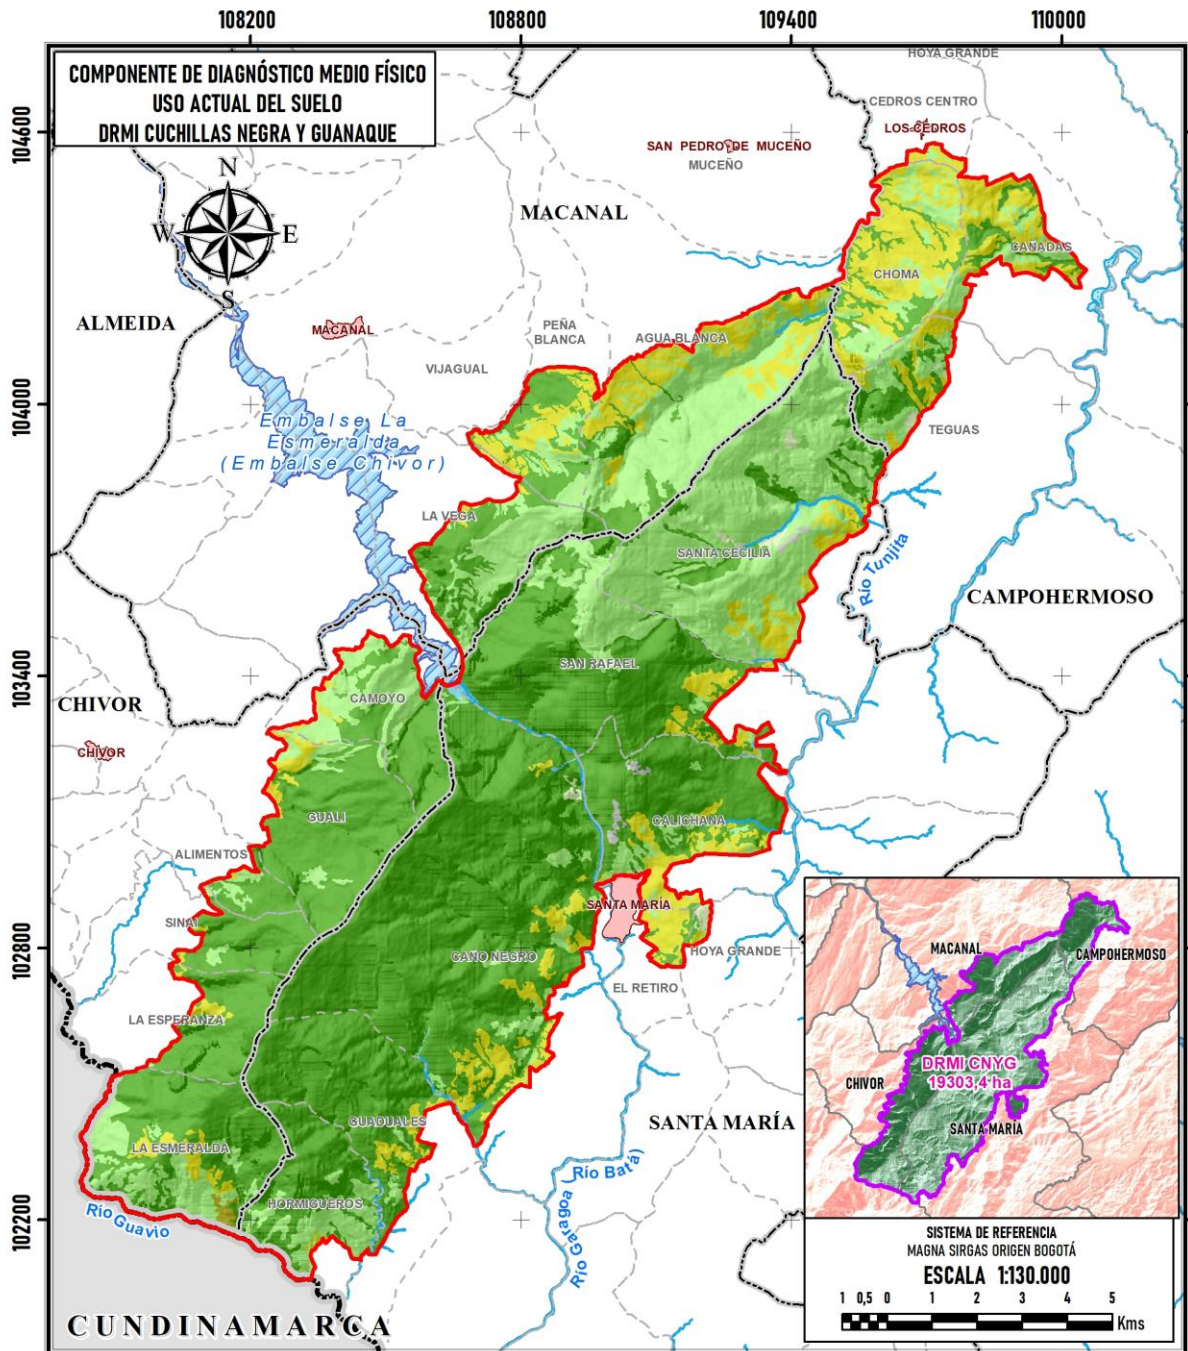 108200
108800
109400
110000
COMPONENTE DE DIAGNÓSTICO MEDIO FÍSICO
USO ACTUAL DEL SUELO
DRMI CUCHILLAS NEGRA Y GUANAQUE
104600
104000
103400
102800
102200
N
W
E
S
HOYA GRANDE
CEDROS CENTRO
LOS CEDROS
SAN PEDRO DE MUCEÑO
MUCEÑO
MACANAL
CAÑADAS
CHOMA
ALMEIDA
MACANAL
PEÑA
BLANCA
AGUA BLANCA
VIJAGUAL
Embalse La
Esmeralda
(Embalse Chivor)
TEGUAS
LA VEGA
SANTA CECILIA
Río Tunjita
CAMPOHERMOSO
SAN RAFAEL
CAMOYO
CHIVOR
CHIVOR
GUALI
CALICHANA
ALIMENTOS
SINAI
SANTA MARÍA
CAÑO NEGRO
HOYA GRANDE
EL RETIRO
LA ESPERANZA
SANTA MARÍA
GUADUALES
LA ESMERALDA
HORMIGUEROS
Río Guavio
Río Garagoa (Río Batá)
CUNDINAMARCA
MACANAL
CAMPOHERMOSO
DRMI CNYG
19303,4 ha
CHIVOR
SANTA MARÍA
SISTEMA DE REFERENCIA
MAGNA SIRGAS ORIGEN BOGOTÁ
ESCALA 1:130.000
1 0,5 0 1 2 3 4 5
Kms